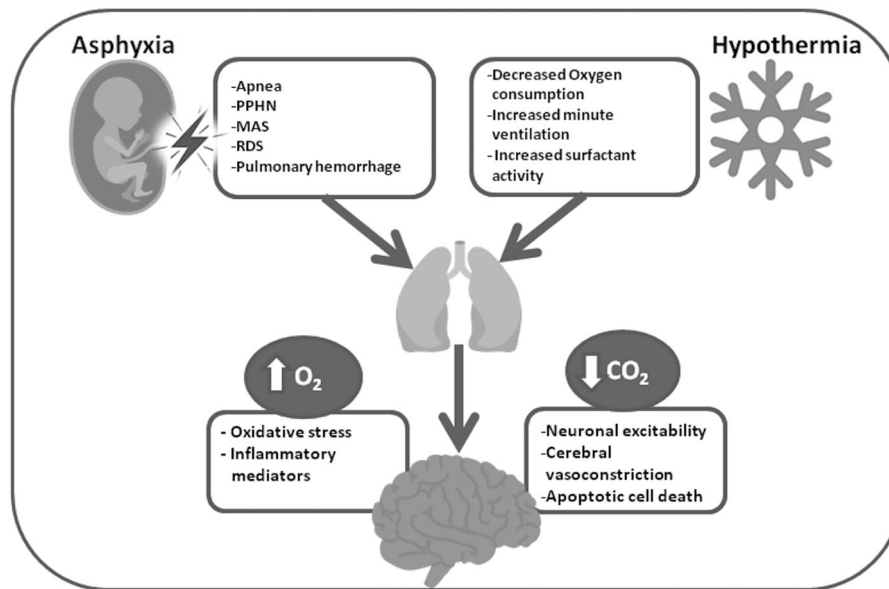 Asphyxia
-Apnea
-PPHN
-MAS
-RDS
-Pulmonary hemorrhage
-Decreased Oxygen
consumption
-Increased minute
ventilation
-Increased surfactant
activity
Hypothermia
O₂
- Oxidative stress
- Inflammatory
mediators
CO₂
-Neuronal excitability
-Cerebral
vasoconstriction
-Apoptotic cell death